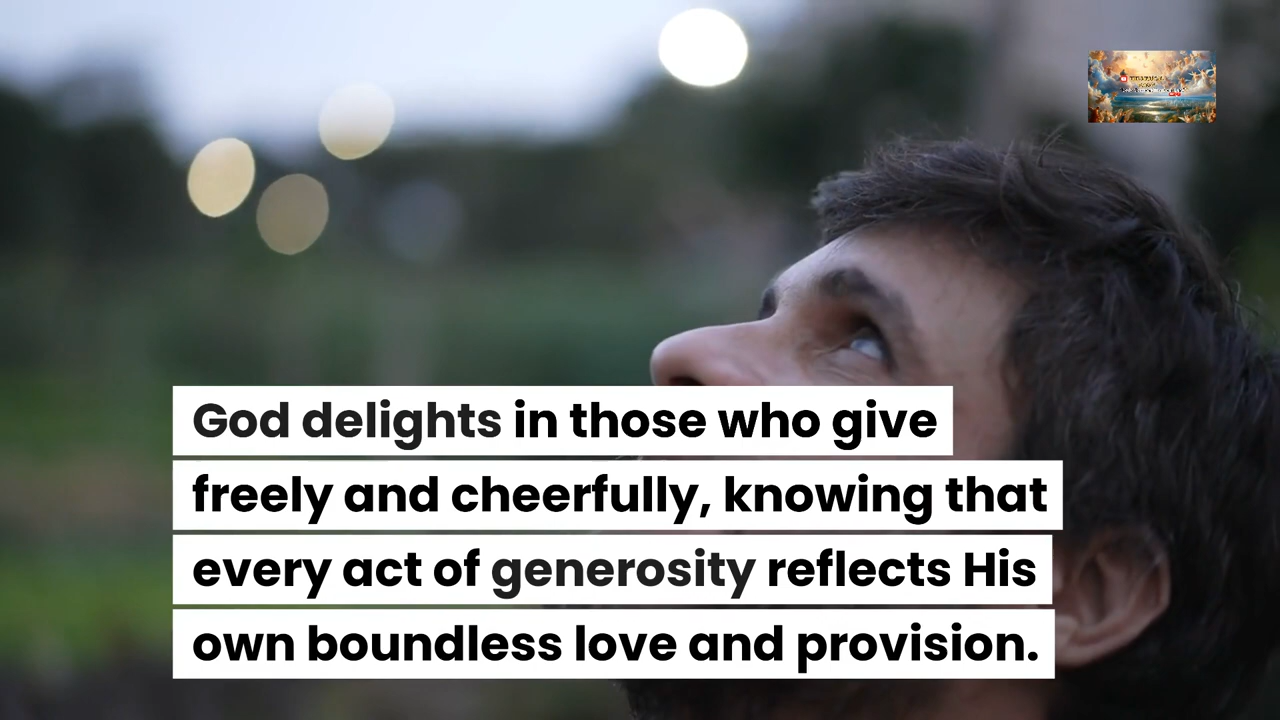 God delights in those who give
freely and cheerfully, knowing that
every act of generosity reflects His
own boundless love and provision.